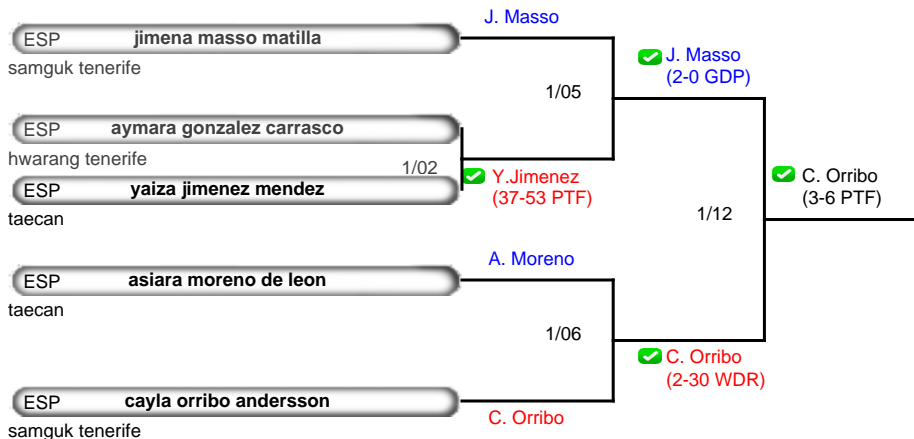 J. Masso
ESP jimena masso matilla
samguk tenerife
J. Masso
(2-0 GDP)
1/05
ESP aymara gonzalez carrasco
hwarang tenerife
1/02
Y.Jimenez
(37-53 PTF)
ESP yaiza jimenez mendez
taecan
C. Orribo
(3-6 PTF)
1/12
A. Moreno
ESP asiara moreno de leon
taecan
1/06
C. Orribo
(2-30 WDR)
ESP cayla orribo andersson
samguk tenerife
C. Orribo